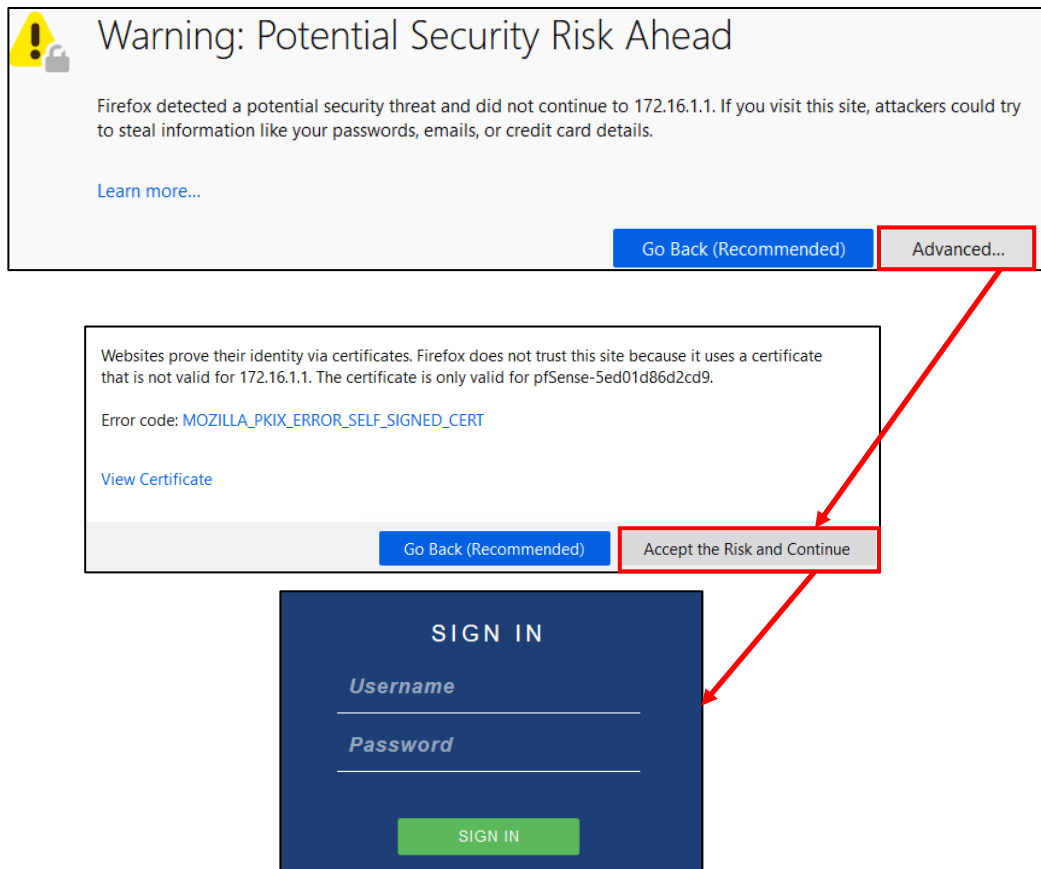 Warning: Potential Security Risk Ahead
Firefox detected a potential security threat and did not continue to 172.16.1.1. If you visit this site, attackers could try
to steal information like your passwords, emails, or credit card details.
Learn more...
Go Back (Recommended)
Advanced...
Websites prove their identity via certificates. Firefox does not trust this site because it uses a certificate
that is not valid for 172.16.1.1. The certificate is only valid for pfSense-5ed01d86d2cd9.
Error code: MOZILLA_PKIX_ERROR_SELF_SIGNED_CERT
View Certificate
Go Back (Recommended)
Accept the Risk and Continue
SIGN IN
Username
Password
SIGN IN